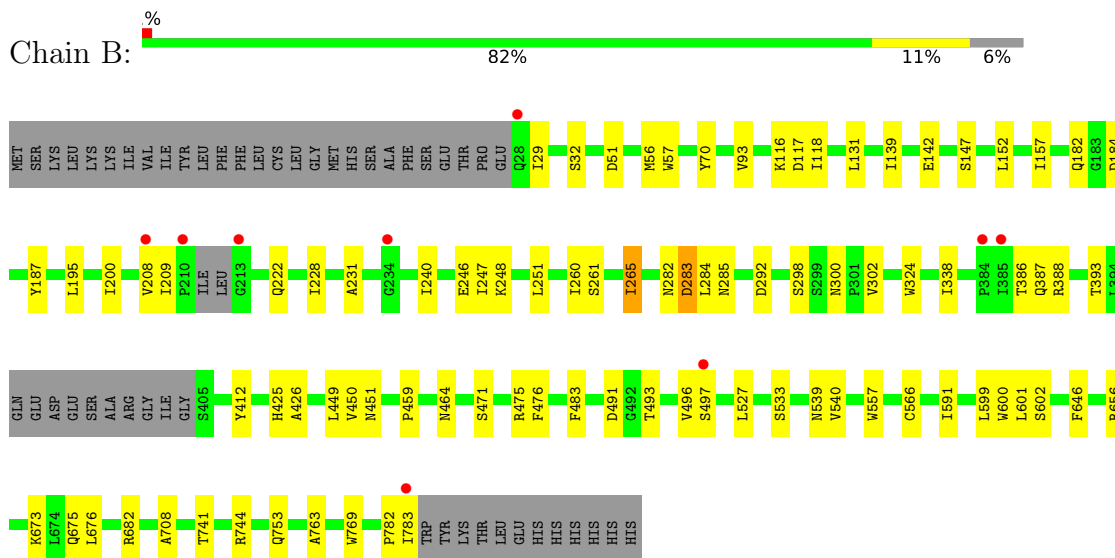 .%
Chain B:
82% 11% 6%
MET SER LYS LEU LEU LYS LYS ILE VAL ILE TYR LEU PHE PHE LEU CYS LEU GLY MET HIS SER ALA PHE SER GLU THR PRO GLU Q28 I29 S32 D51 M56 W57 Y70 V93 K116 D117 I118 L131 I139 E142 S147 L152 I157 Q182 G183 D184
Y187 L195 I200 V208 I209 P210 ILE LEU G213 Q222 I228 A231 G234 I240 E246 I247 K248 L251 I260 S261 I265 N282 D283 L284 N285 D292 S298 S299 N300 P301 V302 W324 I338 P384 I385 T386 Q387 R388 T393 L394
GLN GLU ASP GLU SER ALA ARG GLY ILE GLY S405 Y412 H425 A426 L449 V450 N451 P459 N464 S471 R475 F476 F483 D491 G492 T493 V496 S497 L527 S533 N539 V540 W557 C566 I591 L599 W600 L601 S602 F646
K673 L674 Q675 L676 R682 A708 T741 R744 Q753 A763 W769 P782 I783 TRP TYR LYS THR LEU GLU HIS HIS HIS HIS HIS HIS